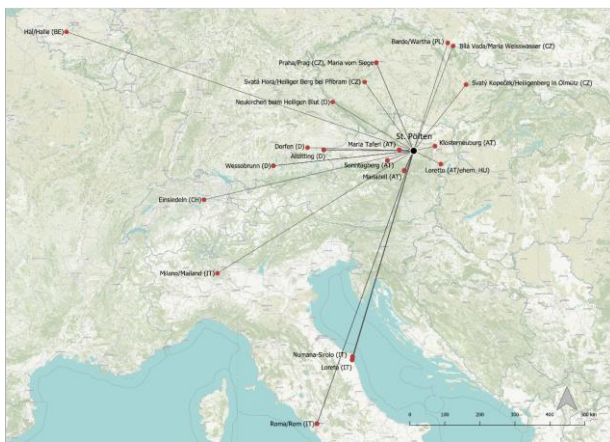 Hal/Halle (BE)
Bardo/Wartha (PL)
Bílá Voda/Maria Weisswasser (CZ)
Praha/Prag (CZ), Maria vom Siege
Svatá Hora/Heiliger Berg bei Příbram (CZ)
Svatý Kopeček/Heiligenberg in Olmütz (CZ)
Neukirchen beim Heiligen Blut (D)
St. Pölten
Dorfen (D)
Maria Taferl (AT)
Klosterneuburg (AT)
Altötting (D)
Wessobrunn (D)
Sonntagberg (AT)
Loretto (AT/ehem. HU)
Mariazell (AT)
Einsiedeln (CH)
Milano/Mailand (IT)
Numana-Sirolo (IT)
Loreto (IT)
Roma/Rom (IT)
0 100 200 300 400 500 km